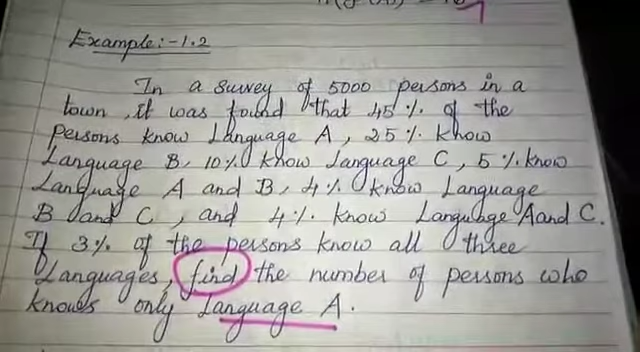 Example:-1.2
In a survey of 5000 persons in a
town, it was found that 45% of the
Persons know Language A, 25% know
Language B, 10% know Language C, 5% know
Language A and B, 4% know Language
B and C, and 4% know Language A and C.
If 3% of the persons know all three
Languages, find the number of persons who
knows only Language A.